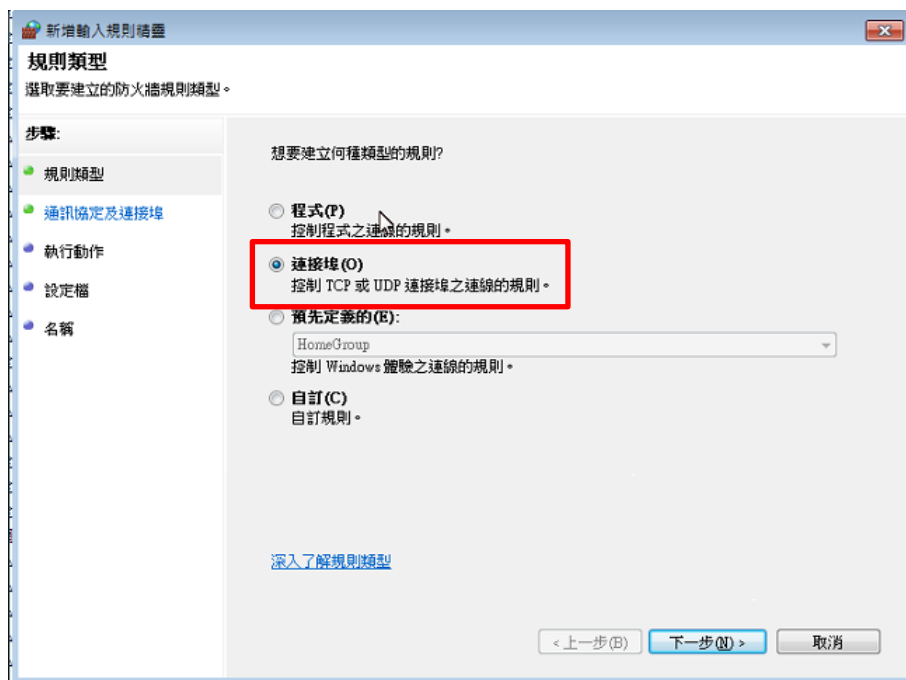 新增輸入規則精靈
規則類型
選取要建立的防火牆規則類型。
步驟:
規則類型
通訊協定及連接埠
執行動作
設定檔
名稱
想要建立何種類型的規則?
程式(P)
控制程式之連線的規則。
連接埠(O)
控制 TCP 或 UDP 連接埠之連線的規則。
預先定義的(E):
HomeGroup
控制 Windows 體驗之連線的規則。
自訂(C)
自訂規則。
深入了解規則類型
<上一步(B)
下一步(N) >
取消